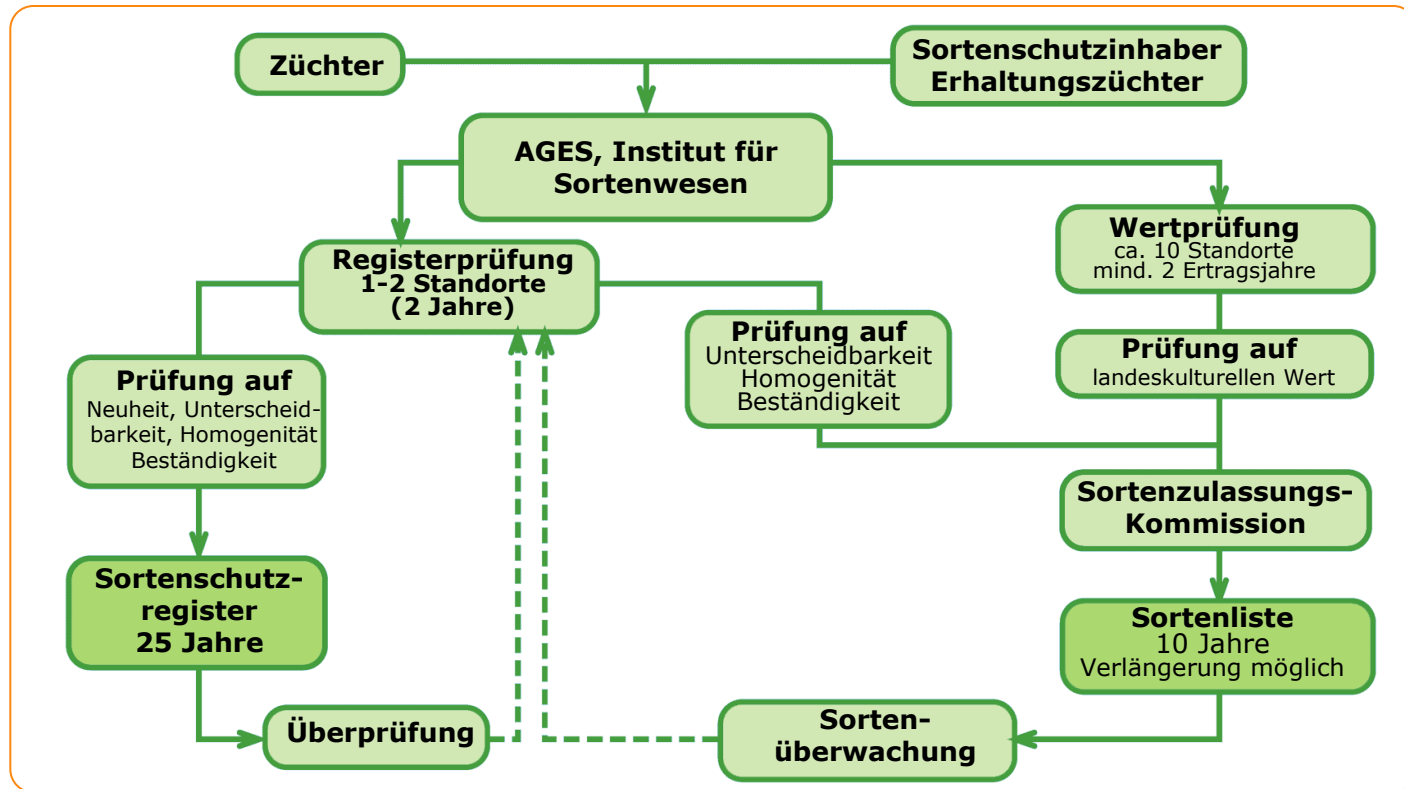 Züchter
Sortenschutzinhaber
Erhaltungszüchter
AGES, Institut für
Sortenwesen
Registerprüfung
1-2 Standorte
(2 Jahre)
Wertprüfung
ca. 10 Standorte
mind. 2 Ertragsjahre
Prüfung auf
Neuheit, Unterscheid-
barkeit, Homogenität
Beständigkeit
Prüfung auf
Unterscheidbarkeit
Homogenität
Beständigkeit
Prüfung auf
landeskulturellen Wert
Sortenzulassungs-
Kommission
Sortenschutz-
register
25 Jahre
Sortenliste
10 Jahre
Verlängerung möglich
Überprüfung
Sorten-
überwachung